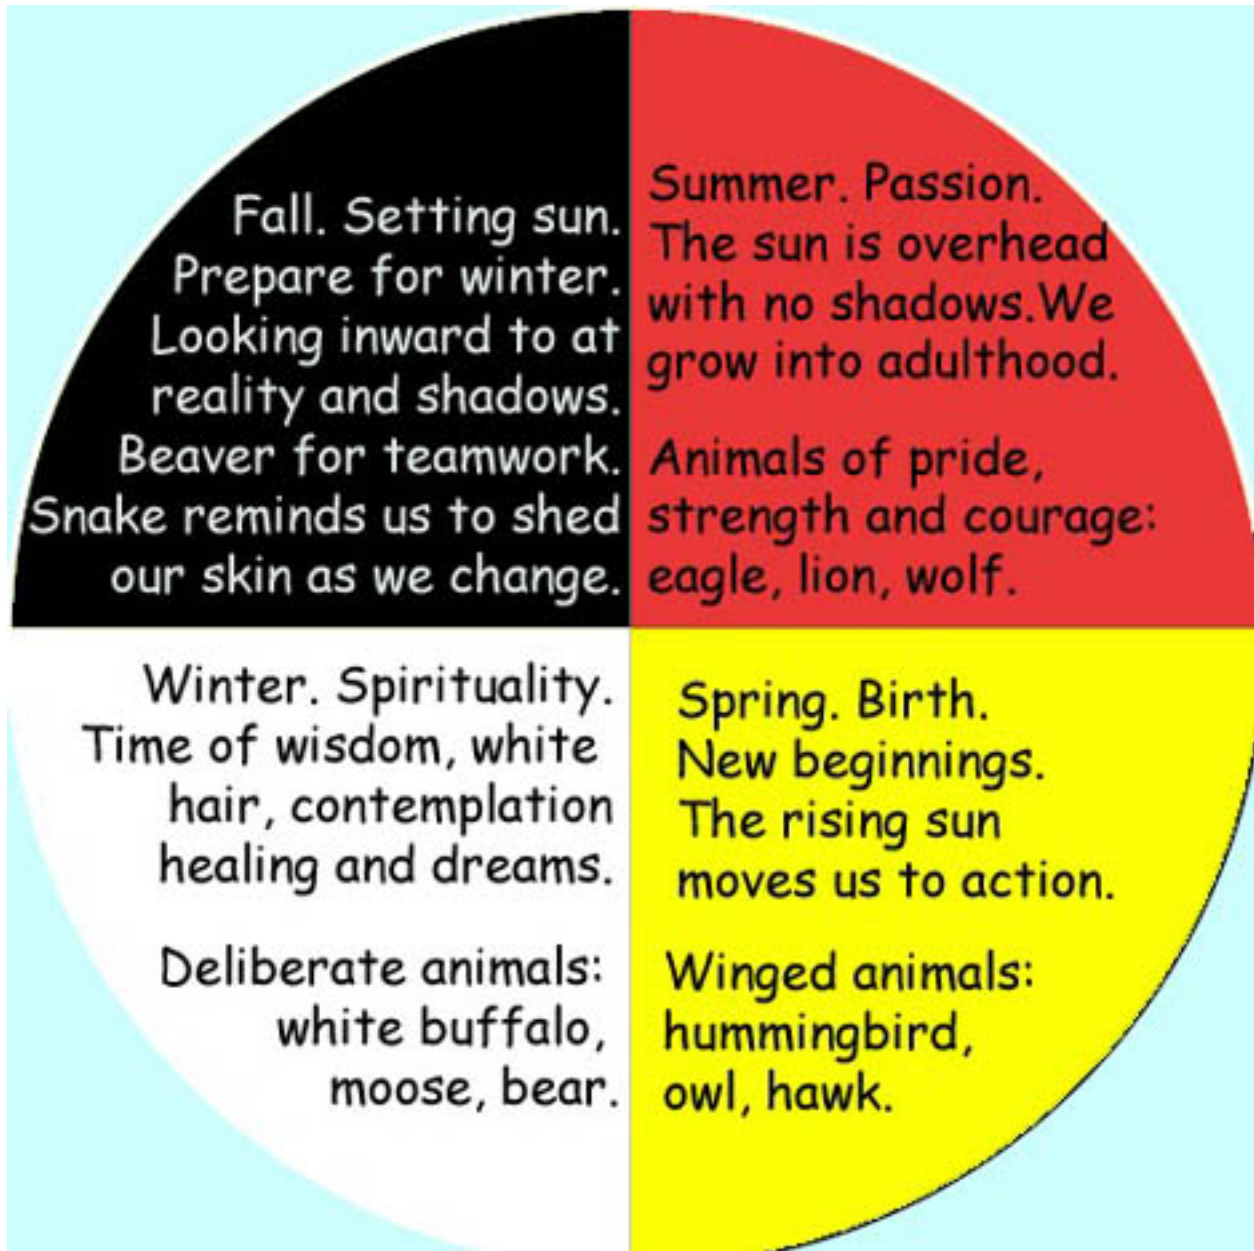 Fall. Setting sun.
Prepare for winter.
Looking inward to at
reality and shadows.
Beaver for teamwork.
Snake reminds us to shed
our skin as we change.
Summer. Passion.
The sun is overhead
with no shadows.We
grow into adulthood.
Animals of pride,
strength and courage:
eagle, lion, wolf.
Winter. Spirituality.
Time of wisdom, white
hair, contemplation
healing and dreams.
Deliberate animals:
white buffalo,
moose, bear.
Spring. Birth.
New beginnings.
The rising sun
moves us to action.
Winged animals:
hummingbird,
owl, hawk.